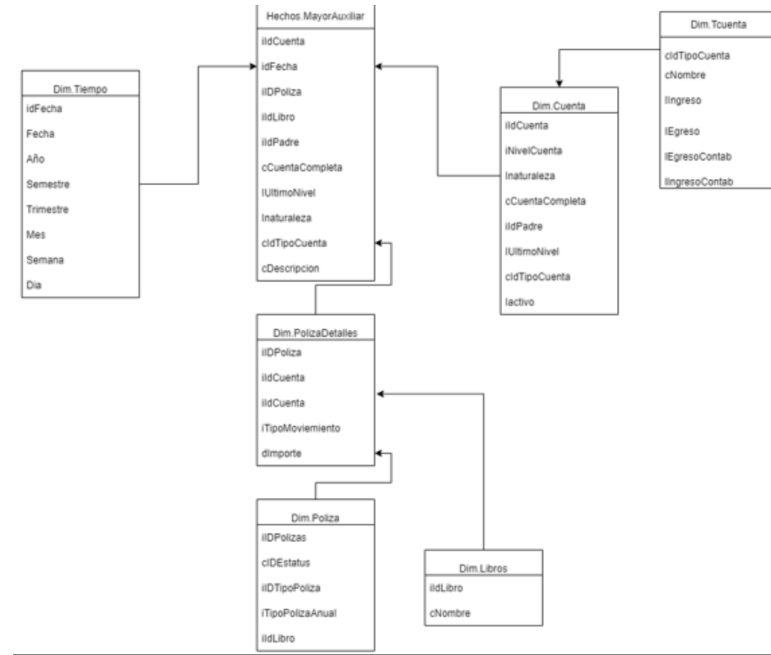 Hechos.MayorAuxiliar
iIdCuenta
idFecha
iIDPoliza
iIdLibro
iIdPadre
cCuentaCompleta
lUltimoNivel
Inaturaleza
cIdTipoCuenta
cDescripcion
Dim.Tiempo
idFecha
Fecha
Año
Semestre
Trimestre
Mes
Semana
Dia
Dim.Cuenta
iIdCuenta
iNivelCuenta
Inaturaleza
cCuentaCompleta
iIdPadre
lUltimoNivel
cIdTipoCuenta
lactivo
Dim.Tcuenta
cIdTipoCuenta
cNombre
lIngreso
lEgreso
lEgresoContab
lIngresoContab
Dim.PolizaDetalles
iIDPoliza
iIdCuenta
iIdCuenta
iTipoMoviemiento
dImporte
Dim.Poliza
iIDPolizas
cIDEstatus
iIDTipoPoliza
iTipoPolizaAnual
iIdLibro
Dim.Libros
iIdLibro
cNombre